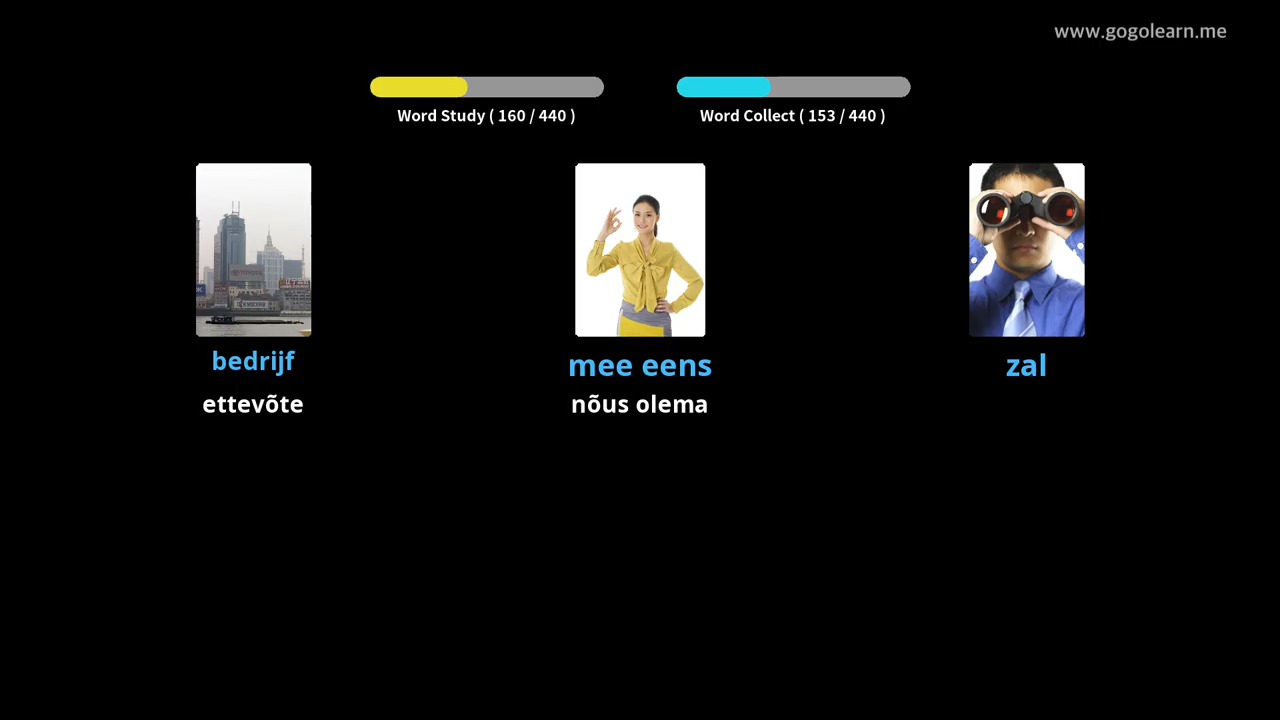 www.gogolearn.me
Word Study ( 160 / 440 )
Word Collect ( 153 / 440 )
bedrijf
mee eens
zal
ettevõte
nõus olema